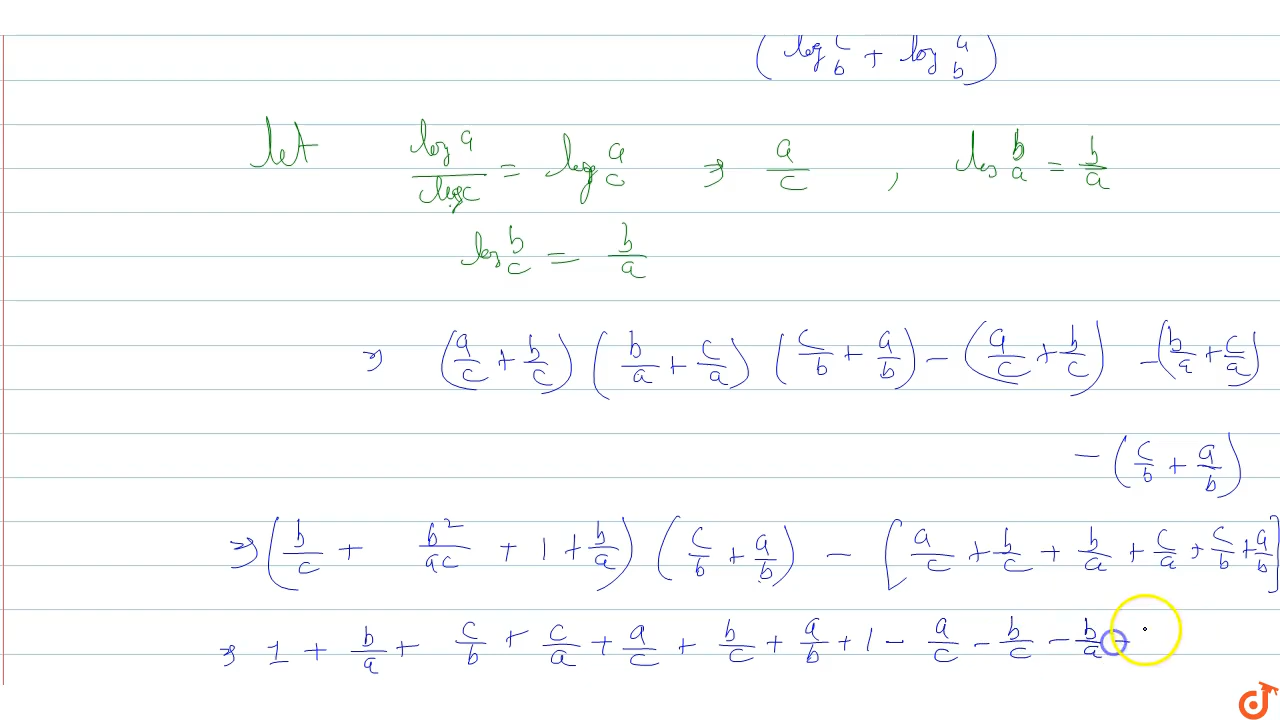 (log c b + log a b)
let log a / log c = log a c ⇒ a/c , log b a = b/a
log b c = b/a
⇒ (a/c + b/c) (b/a + c/a) (c/b + a/b) - (a/c + b/c) - (b/a + c/a)
- (c/b + a/b)
⇒ (b/c + b²/ac + 1 + b/a) (c/b + a/b) - [a/c + b/c + b/a + c/a + c/b + a/b]
⇒ 1 + b/a + c/b + c/a + a/c + b/c + a/b + 1 - a/c - b/c - b/a -